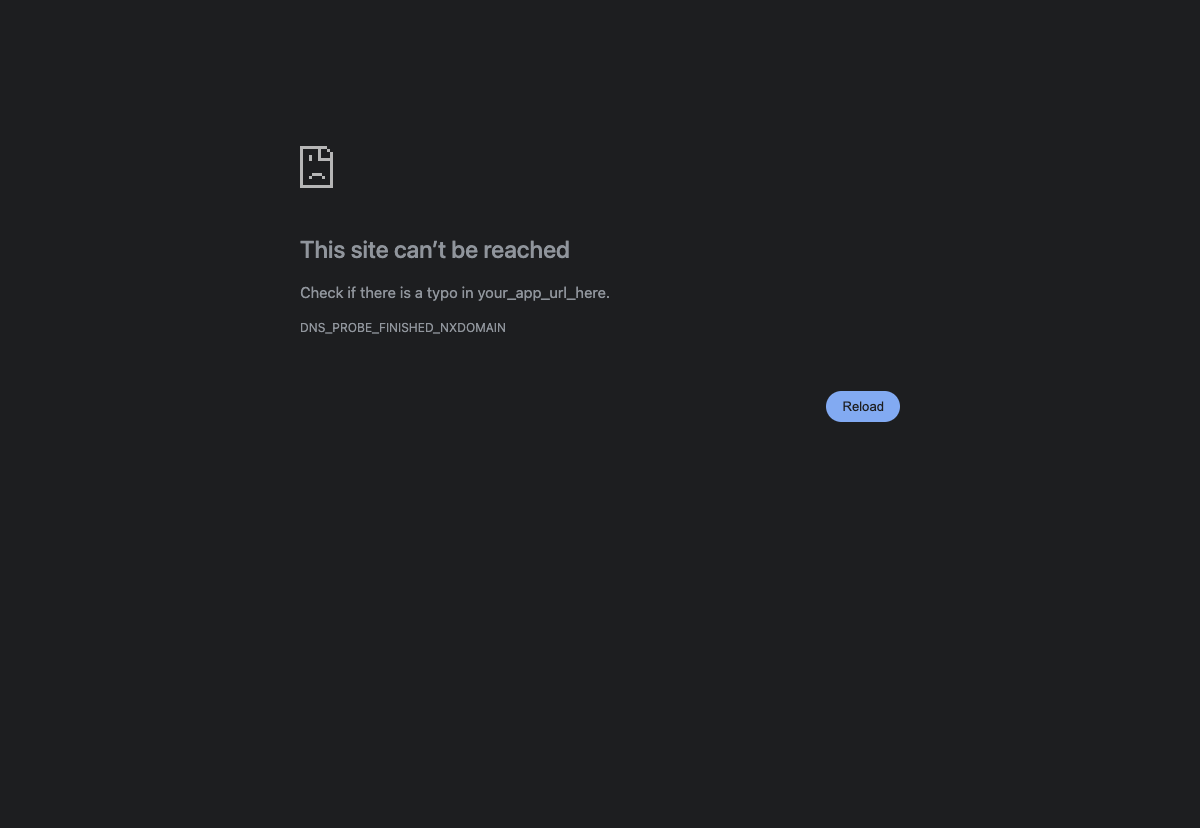 This site can’t be reached
Check if there is a typo in your_app_url_here.
DNS_PROBE_FINISHED_NXDOMAIN
Reload